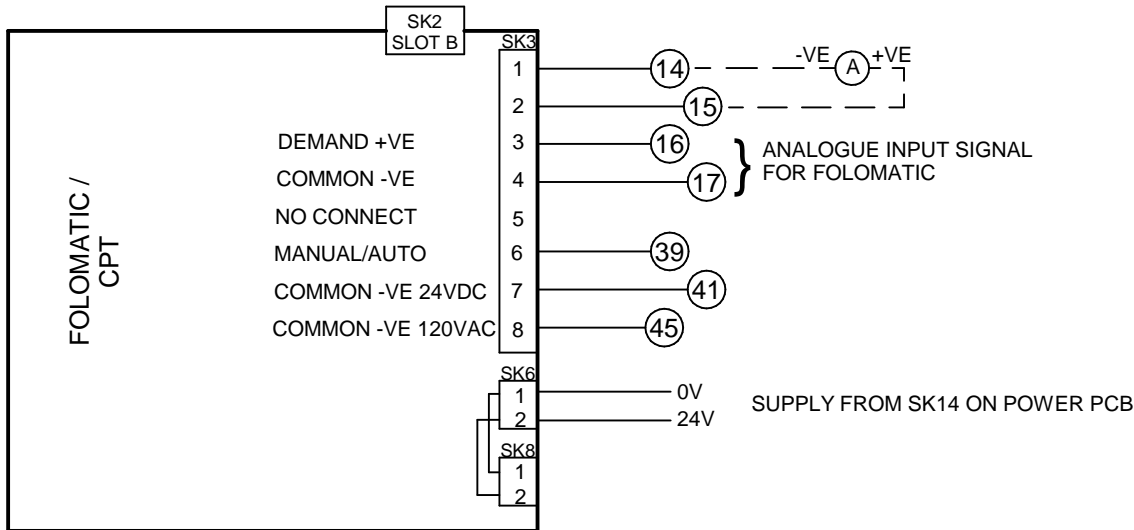 SK2
SLOT B
SK3
1 14 -VE A +VE
2 15
DEMAND +VE 3 16
COMMON -VE 4 17
ANALOGUE INPUT SIGNAL
FOR FOLOMATIC
NO CONNECT 5
MANUAL/AUTO 6 39
COMMON -VE 24VDC 7 41
COMMON -VE 120VAC 8 45
FOLOMATIC /
CPT
SK6
1 0V
2 24V
SUPPLY FROM SK14 ON POWER PCB
SK8
1
2